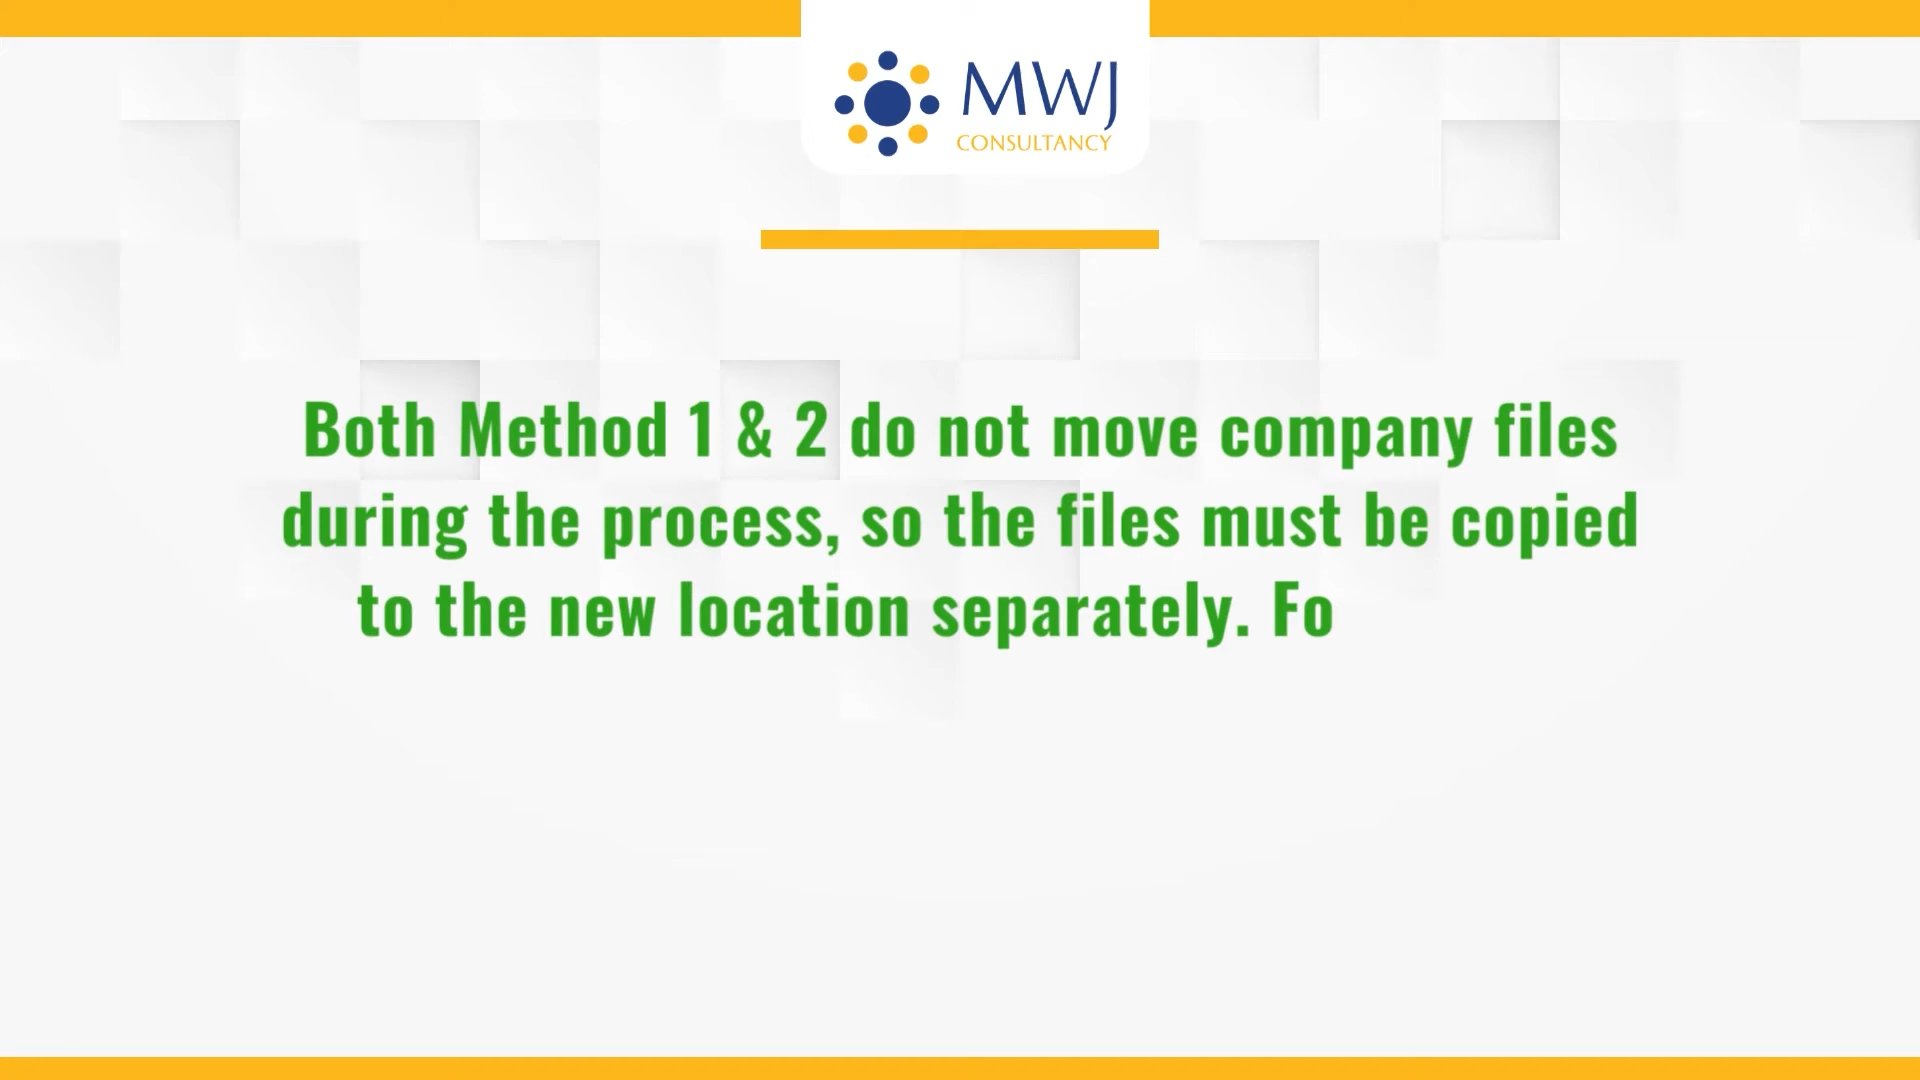 MWJ
CONSULTANCY
Both Method 1 & 2 do not move company files
during the process, so the files must be copied
to the new location separately. Fo